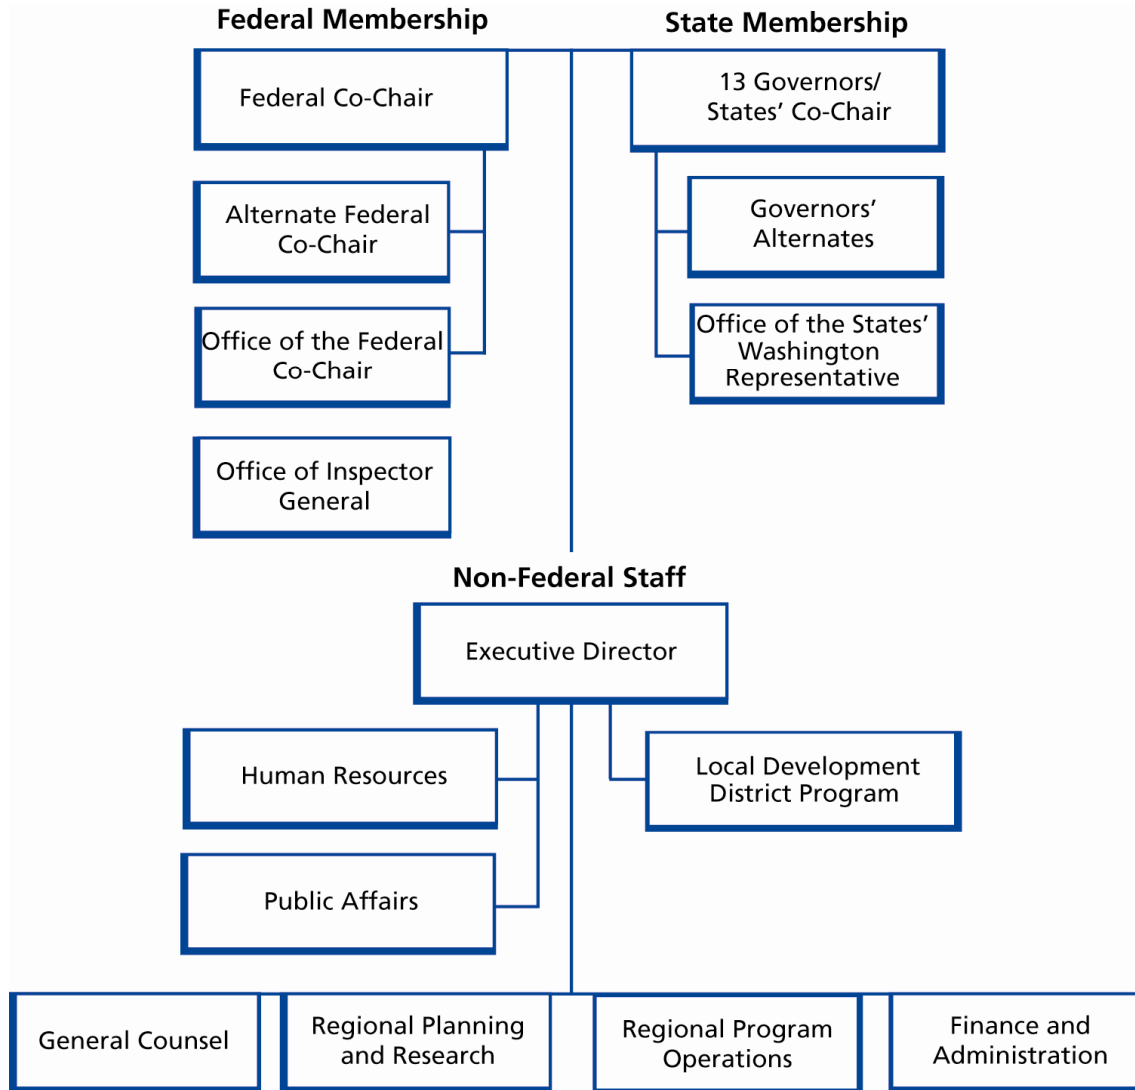 Federal Membership
State Membership
Federal Co-Chair
13 Governors/
States’ Co-Chair
Alternate Federal
Co-Chair
Governors’
Alternates
Office of the Federal
Co-Chair
Office of the States’
Washington
Representative
Office of Inspector
General
Non-Federal Staff
Executive Director
Human Resources
Local Development
District Program
Public Affairs
General Counsel
Regional Planning
and Research
Regional Program
Operations
Finance and
Administration